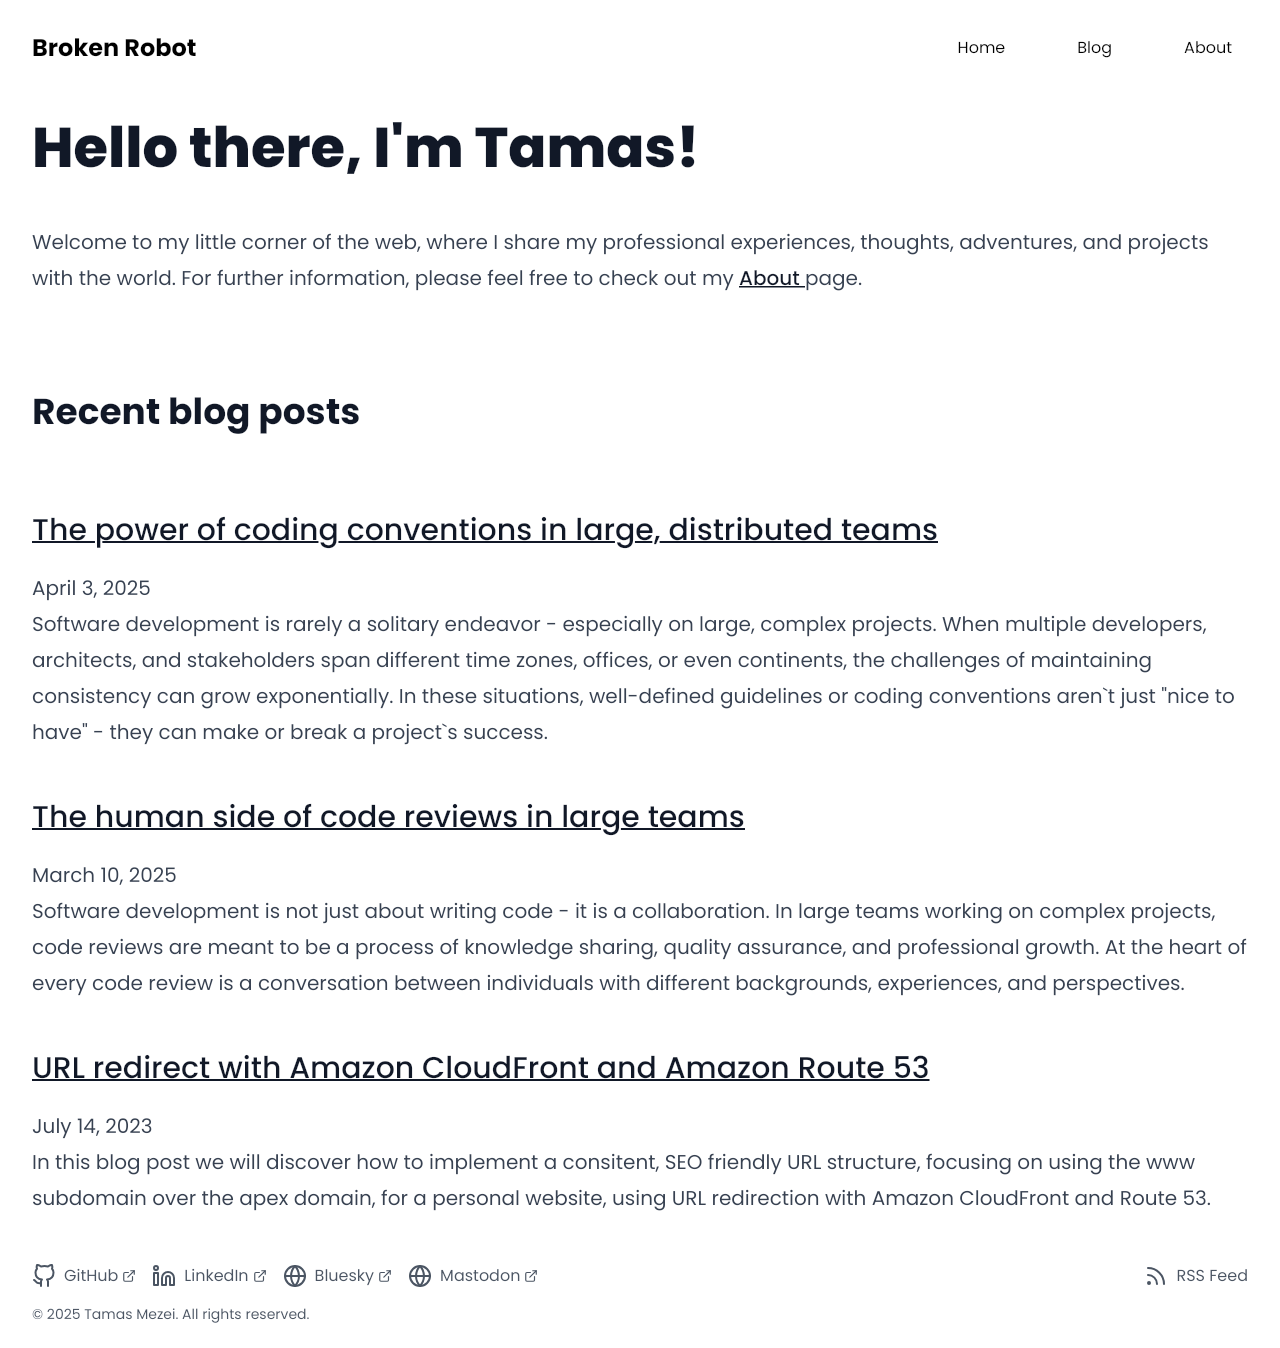 Broken Robot
Home
Blog
About
Hello there, I'm Tamas!
Welcome to my little corner of the web, where I share my professional experiences, thoughts, adventures, and projects
with the world. For further information, please feel free to check out my About page.
Recent blog posts
The power of coding conventions in large, distributed teams
April 3, 2025
Software development is rarely a solitary endeavor - especially on large, complex projects. When multiple developers,
architects, and stakeholders span different time zones, offices, or even continents, the challenges of maintaining
consistency can grow exponentially. In these situations, well-defined guidelines or coding conventions aren`t just "nice to
have" - they can make or break a project`s success.
The human side of code reviews in large teams
March 10, 2025
Software development is not just about writing code - it is a collaboration. In large teams working on complex projects,
code reviews are meant to be a process of knowledge sharing, quality assurance, and professional growth. At the heart of
every code review is a conversation between individuals with different backgrounds, experiences, and perspectives.
URL redirect with Amazon CloudFront and Amazon Route 53
July 14, 2023
In this blog post we will discover how to implement a consitent, SEO friendly URL structure, focusing on using the www
subdomain over the apex domain, for a personal website, using URL redirection with Amazon CloudFront and Route 53.
GitHub
LinkedIn
Bluesky
Mastodon
RSS Feed
© 2025 Tamas Mezei. All rights reserved.